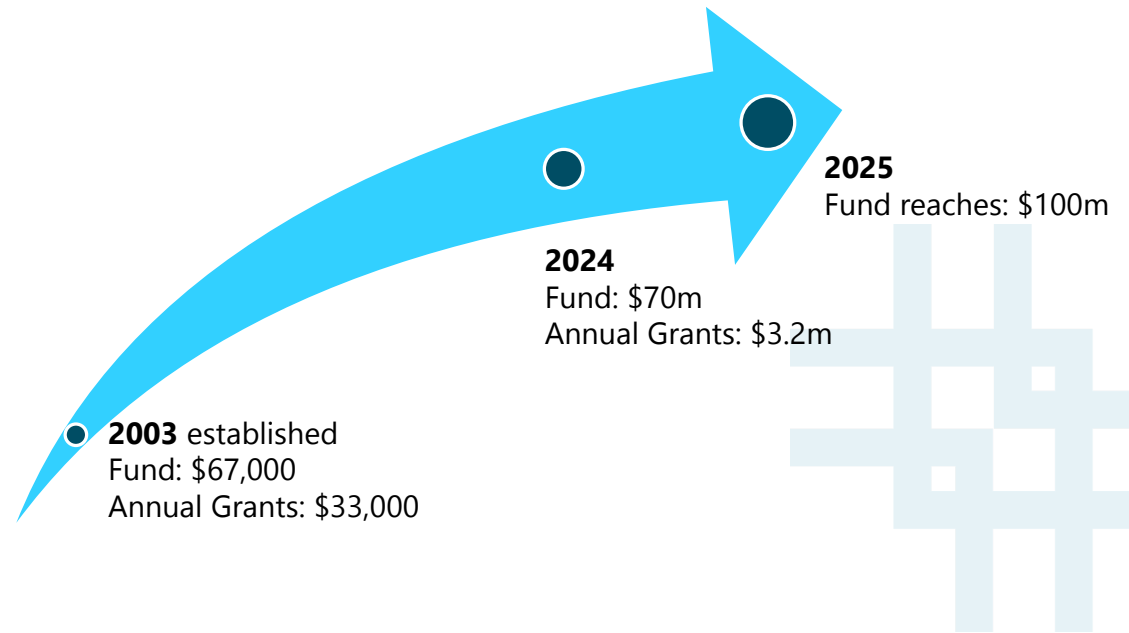 2025
Fund reaches: $100m
2024
Fund: $70m
Annual Grants: $3.2m
2003 established
Fund: $67,000
Annual Grants: $33,000